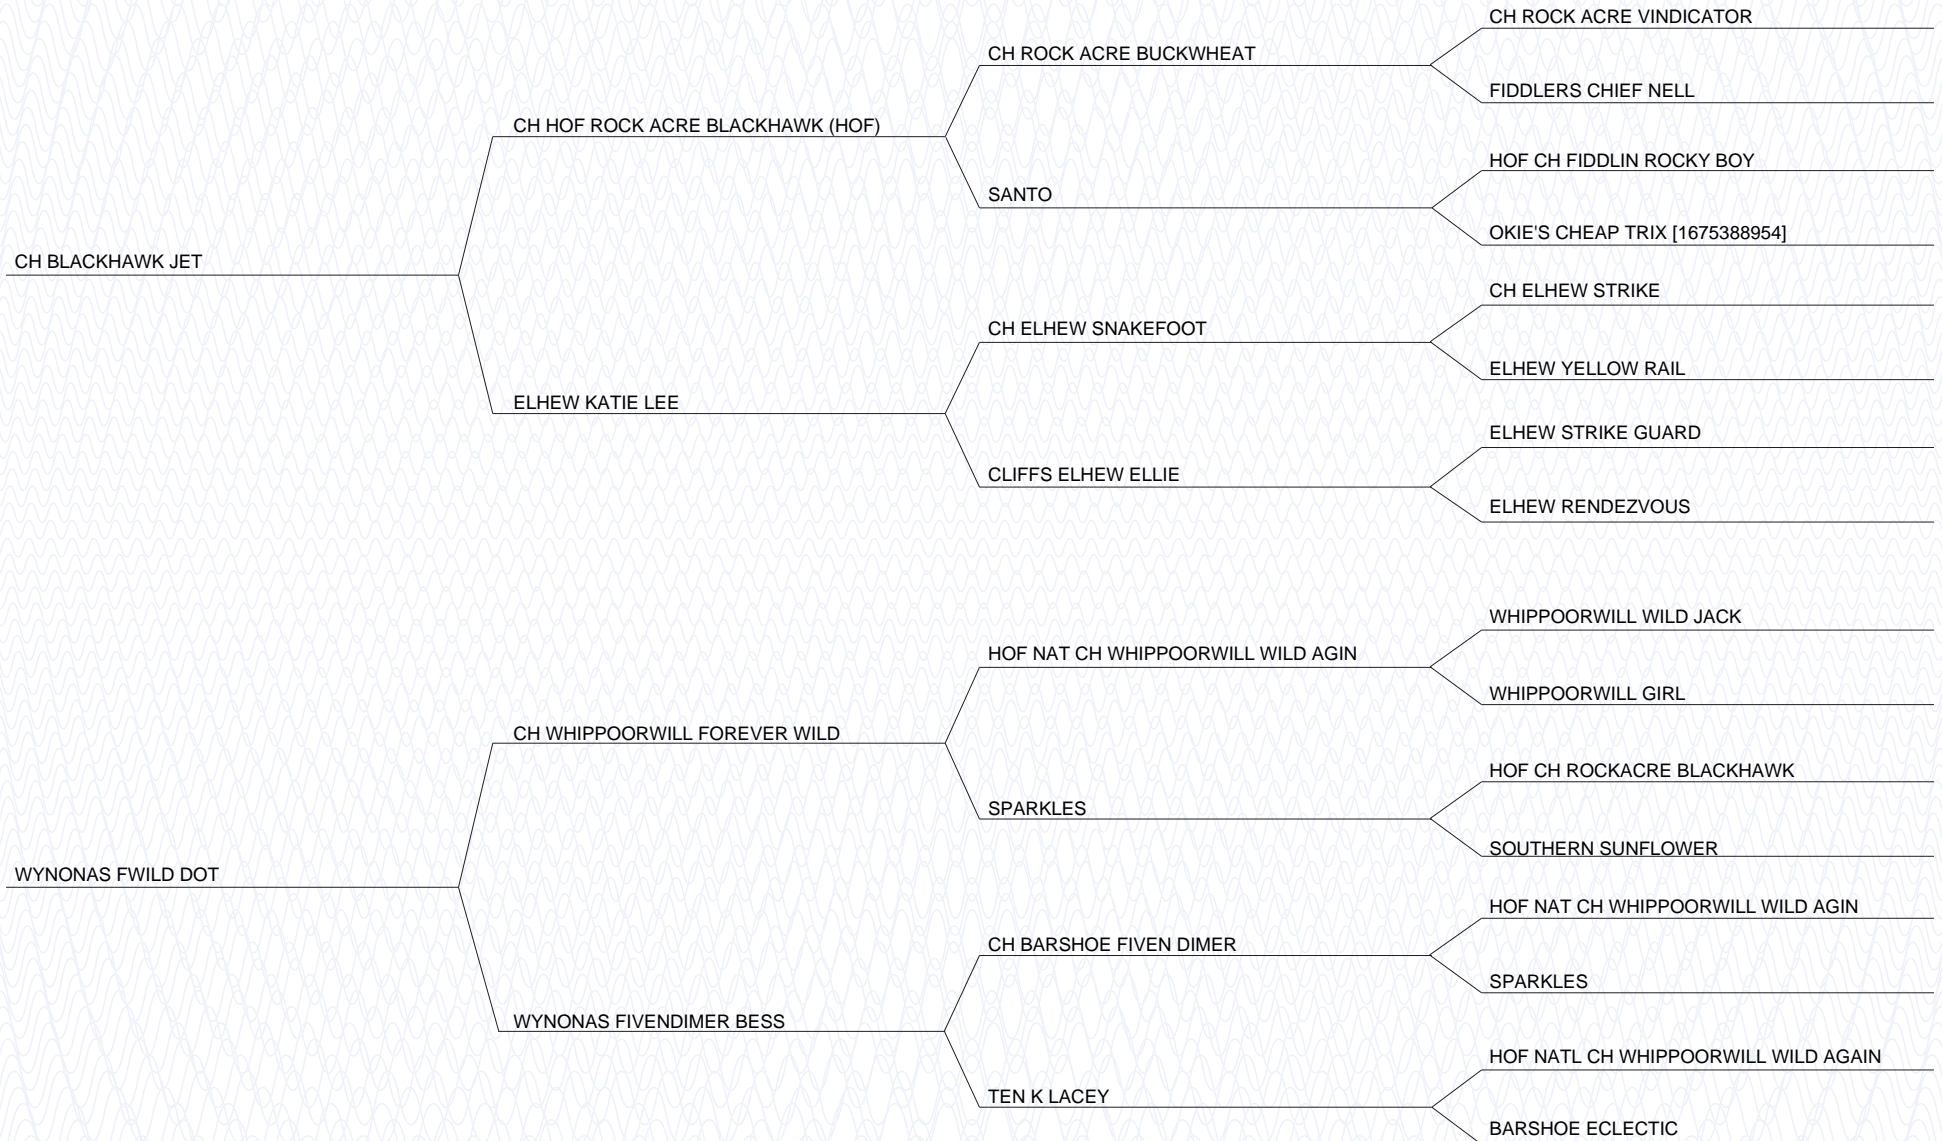 CH ROCK ACRE VINDICATOR
CH ROCK ACRE BUCKWHEAT
FIDDLERS CHIEF NELL
CH HOF ROCK ACRE BLACKHAWK (HOF)
HOF CH FIDDLIN ROCKY BOY
SANTO
OKIE'S CHEAP TRIX [1675388954]
CH BLACKHAWK JET
CH ELHEW STRIKE
CH ELHEW SNAKEFOOT
ELHEW YELLOW RAIL
ELHEW KATIE LEE
ELHEW STRIKE GUARD
CLIFFS ELHEW ELLIE
ELHEW RENDEZVOUS
WHIPPOORWILL WILD JACK
HOF NAT CH WHIPPOORWILL WILD AGIN
WHIPPOORWILL GIRL
CH WHIPPOORWILL FOREVER WILD
HOF CH ROCKACRE BLACKHAWK
SPARKLES
SOUTHERN SUNFLOWER
WYNONAS FWILD DOT
HOF NAT CH WHIPPOORWILL WILD AGIN
CH BARSHOE FIVEN DIMER
SPARKLES
WYNONAS FIVENDIMER BESS
HOF NATL CH WHIPPOORWILL WILD AGAIN
TEN K LACEY
BARSHOE ECLECTIC